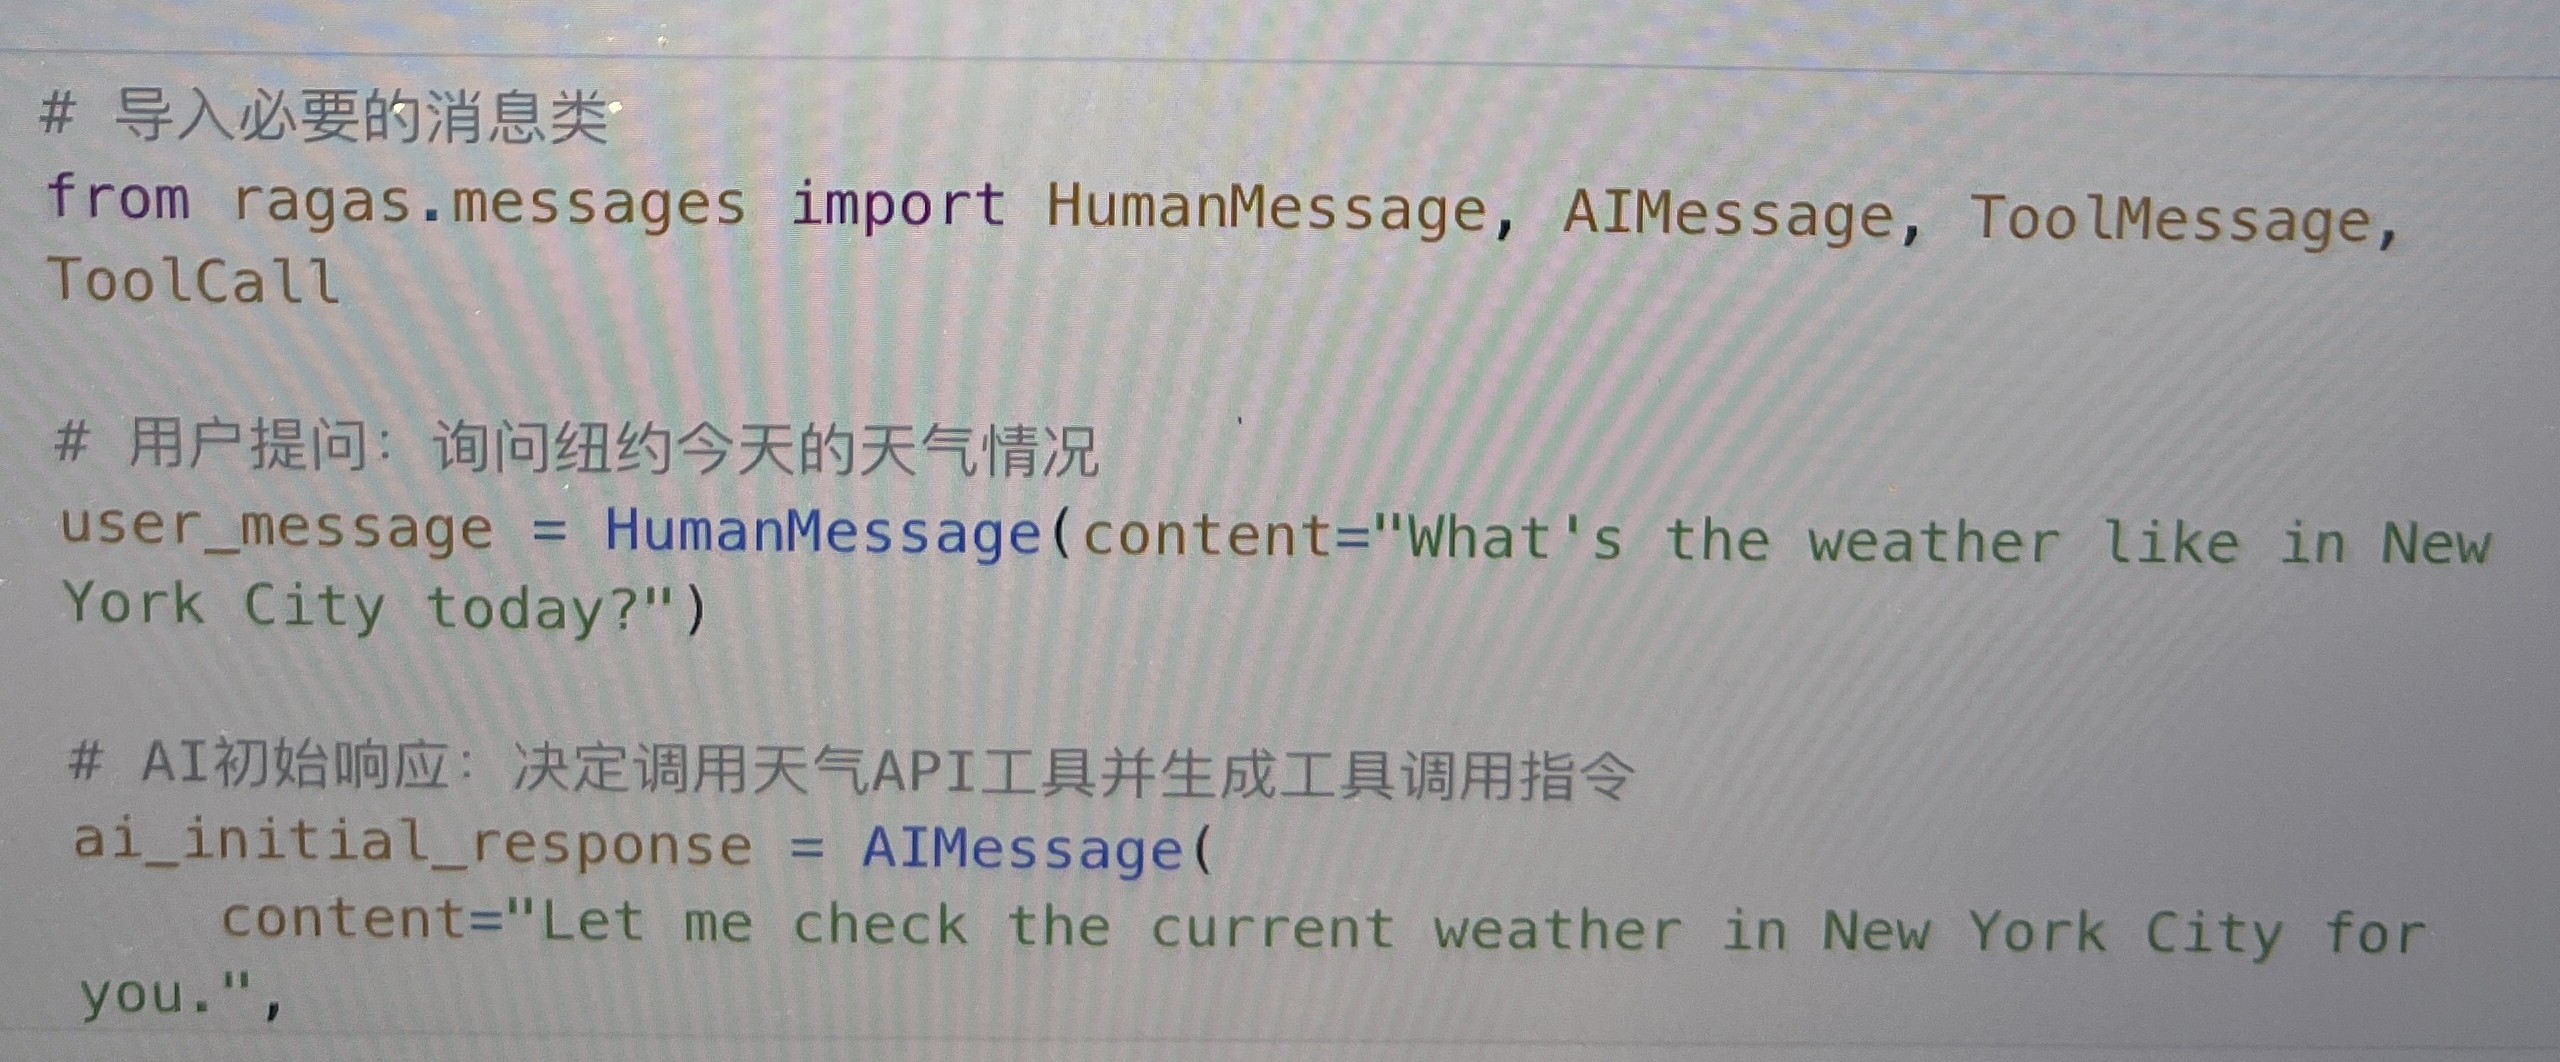 # 导入必要的消息类
from ragas.messages import HumanMessage, AIMessage, ToolMessage,
ToolCall
# 用户提问：询问纽约今天的天气情况
user_message = HumanMessage(content="What's the weather like in New
York City today?")
# AI初始响应：决定调用天气API工具并生成工具调用指令
ai_initial_response = AIMessage(
    content="Let me check the current weather in New York City for
you.",